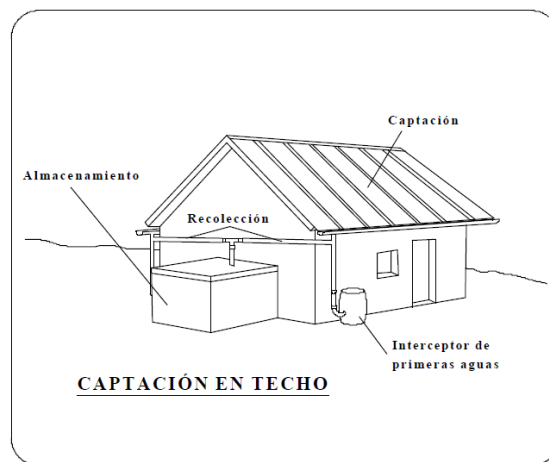 Captación
Almacenamiento
Recolección
Interceptor de
primeras aguas
CAPTACIÓN EN TECHO